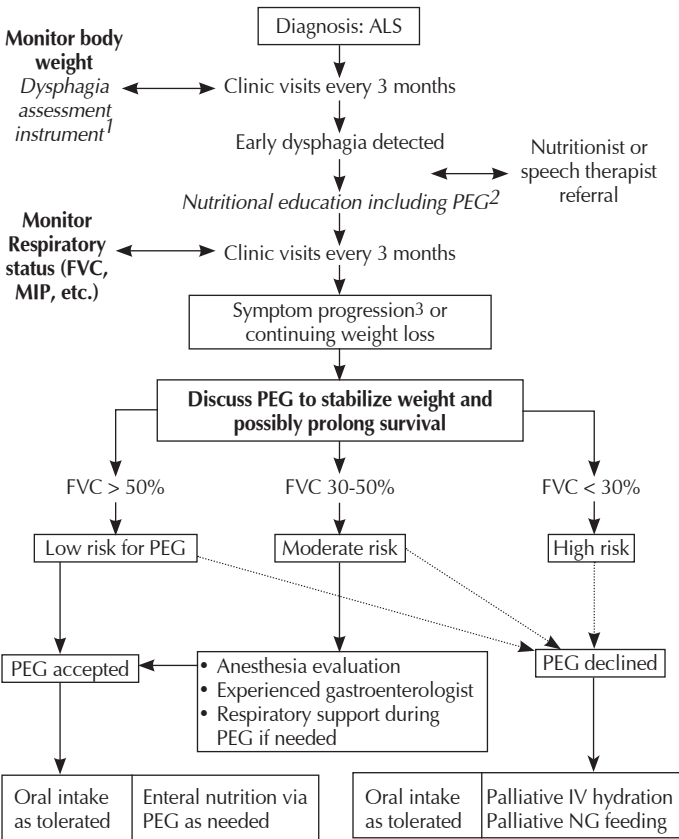 Diagnosis: ALS
Monitor body
weight
Dysphagia
assessment
instrument1
Clinic visits every 3 months
Early dysphagia detected
Nutritionist or
speech therapist
referral
Nutritional education including PEG2
Monitor
Respiratory
status (FVC,
MIP, etc.)
Clinic visits every 3 months
Symptom progression3 or
continuing weight loss
Discuss PEG to stabilize weight and
possibly prolong survival
FVC > 50%
FVC 30-50%
FVC < 30%
Low risk for PEG
Moderate risk
High risk
PEG accepted
• Anesthesia evaluation
• Experienced gastroenterologist
• Respiratory support during
PEG if needed
PEG declined
Oral intake
as tolerated
Enteral nutrition via
PEG as needed
Oral intake
as tolerated
Palliative IV hydration
Palliative NG feeding